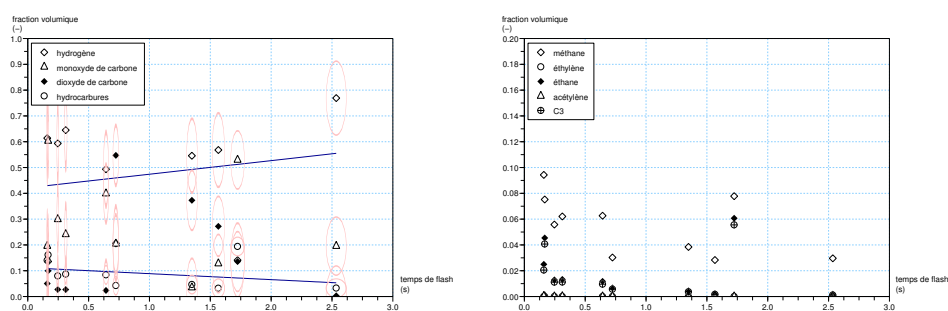 fraction volumique
(−)
1.0
0.9
0.8
0.7
0.6
0.5
0.4
0.3
0.2
0.1
0.0
0.0
0.5
1.0
1.5
2.0
2.5
3.0
hydrogène
monoxyde de carbone
dioxyde de carbone
hydrocarbures
temps de flash
(s)
fraction volumique
(−)
0.20
0.18
0.16
0.14
0.12
0.10
0.08
0.06
0.04
0.02
0.00
0.0
0.5
1.0
1.5
2.0
2.5
3.0
méthane
éthylène
éthane
acétylène
C3
temps de flash
(s)